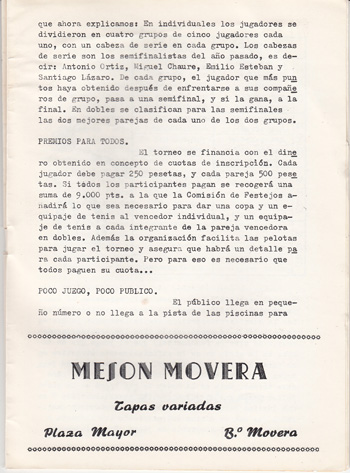 que ahora explicamos: En individuales los jugadores se
dividieron en cuatro grupos de cinco jugadores cada
uno, con un cabeza de serie en cada grupo. Los cabezas
de serie son los semifinalistas del año pasado, es de-
cir: Antonio Ortiz, Miguel Chaure, Emilio Esteban y
Santiago Lázaro. De cada grupo, el jugador que más pun
tos haya obtenido después de enfrentarse a sus compañe
ros de grupo, pasa a una semifinal, y si la gana, a la
final. En dobles se clasifican para las semifinales
las dos mejores parejas de cada uno de los dos grupos.
PREMIOS PARA TODOS.
El torneo se financia con el dine
ro obtenido en concepto de cuotas de inscripción. Cada
jugador debe pagar 250 pesetas, y cada pareja 500 pese
tas. Si todos los participantes pagan se recogerá una
suma de 9.000 pts. a la que la Comisión de Festejos a-
nadirá lo que sea necesario para dar una copa y un e-
quipaje de tenis al vencedor individual, y un equipa-
je de tenis a cada integrante de la pareja vencedora
en dobles. Además la organización facilita las pelotas
para jugar el torneo y asegura que habrá un detalle pa
ra cada participante. Pero para eso es necesario que
todos paguen su cuota...
POCO JUEGO, POCO PUBLICO.
El público llega en peque-
ño número o no llega a la pista de las piscinas para
MESON MOVERA
Tapas variadas
Plaza Mayor B.º Movera